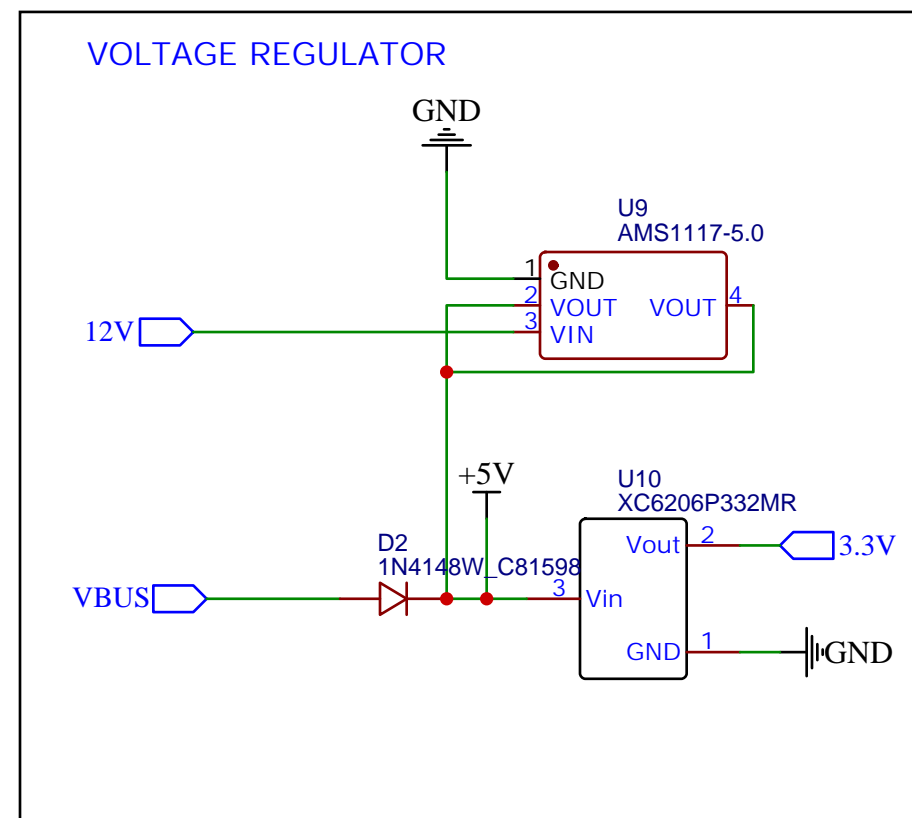 VOLTAGE REGULATOR
GND
U9
AMS1117-5.0
1
GND
2
VOUT
VOUT
4
12V
3
VIN
+5V
U10
XC6206P332MR
D2
1N4148W_C81598
Vout
2
3.3V
VBUS
3
Vin
GND
1
GND